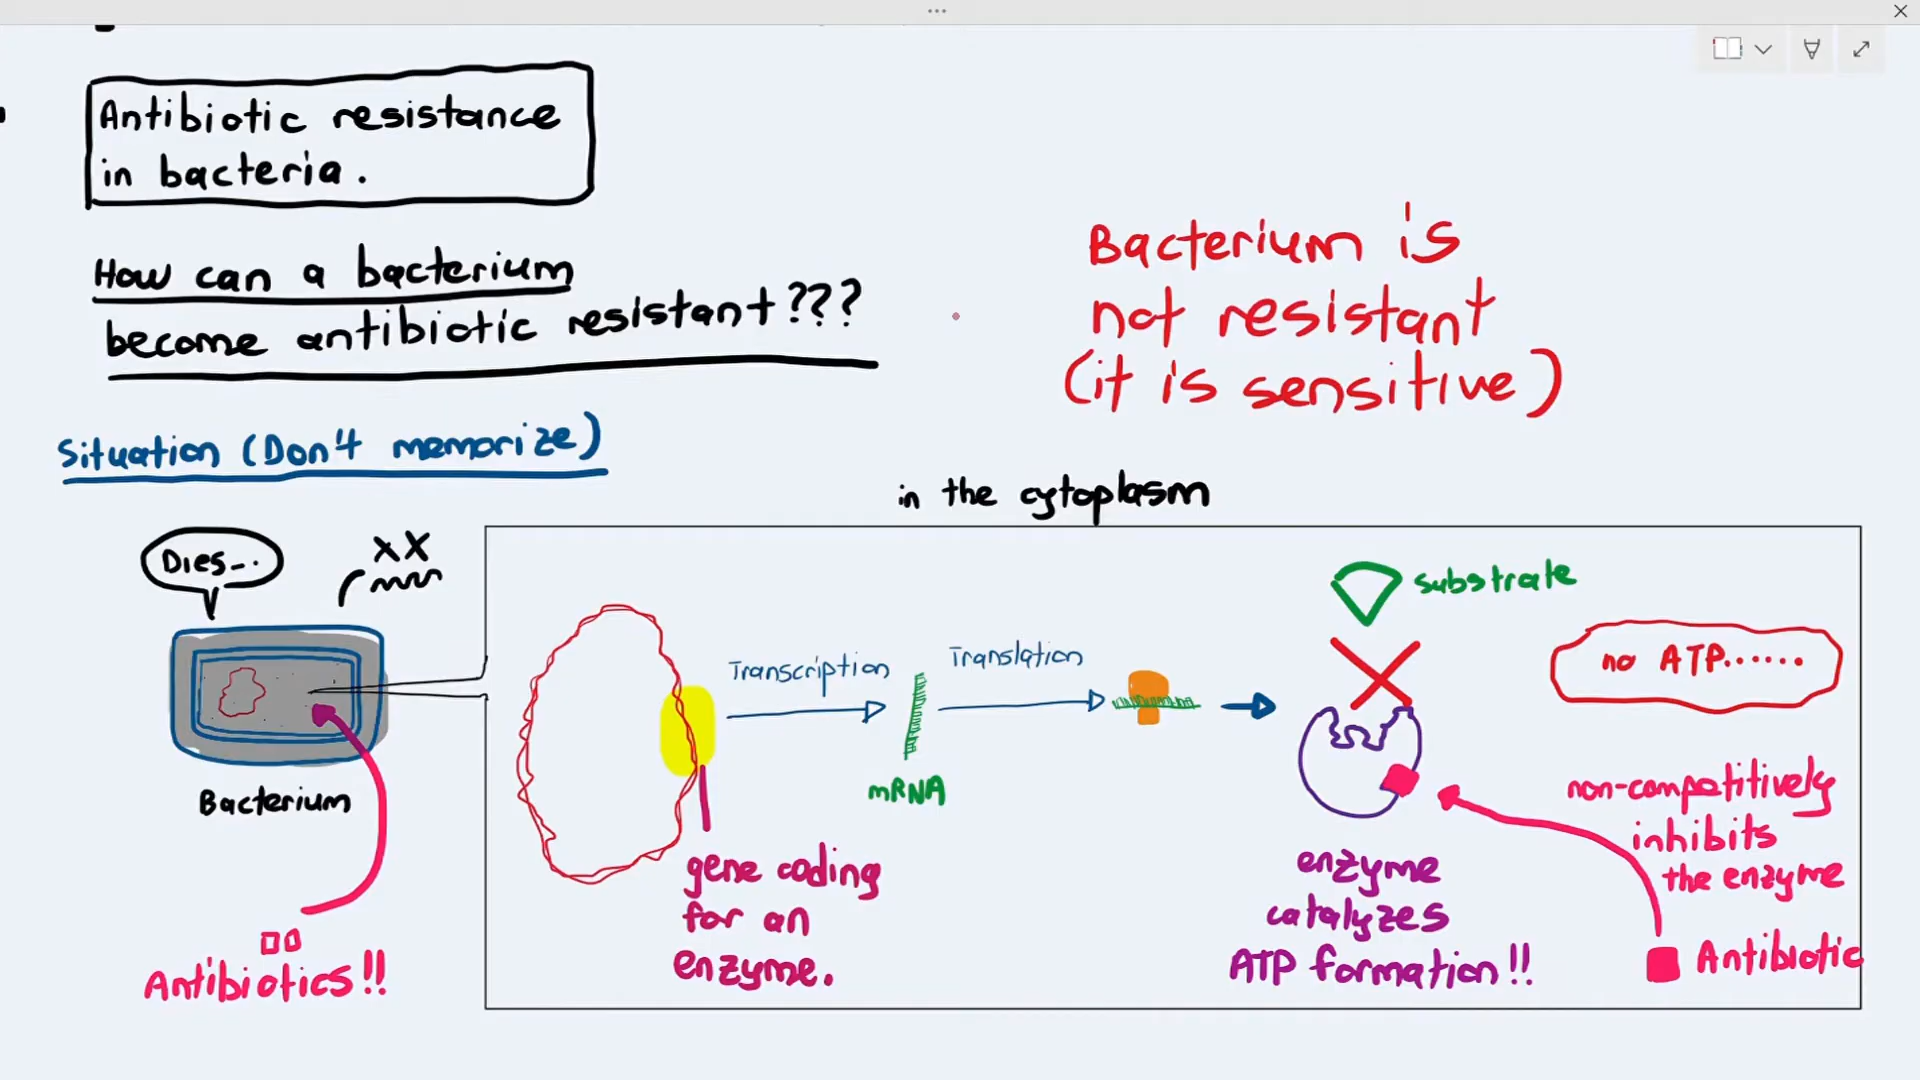 Antibiotic resistance
in bacteria.
How can a bacterium
become antibiotic resistant???
Bacterium is
not resistant
(it is sensitive)
Situation (Don't memorize)
in the cytoplasm
Dies...
xx
substrate
no ATP......
Transcription
Translation
mRNA
Bacterium
non-competitively
inhibits
the enzyme
gene coding
for an
enzyme.
enzyme
catalyzes
ATP formation!!
Antibiotic
Antibiotics!!